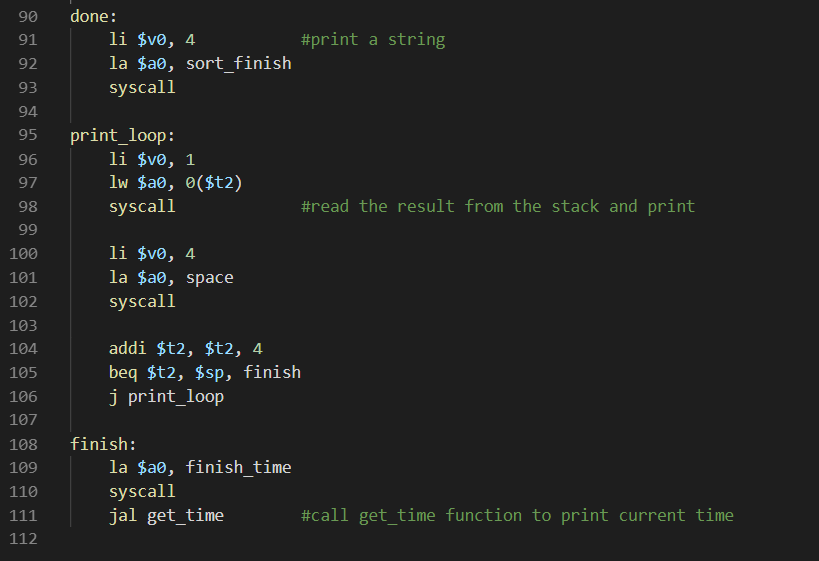 90 done:
91 li $v0, 4 #print a string
92 la $a0, sort_finish
93 syscall
94
95 print_loop:
96 li $v0, 1
97 lw $a0, 0($t2)
98 syscall #read the result from the stack and print
99
100 li $v0, 4
101 la $a0, space
102 syscall
103
104 addi $t2, $t2, 4
105 beq $t2, $sp, finish
106 j print_loop
107
108 finish:
109 la $a0, finish_time
110 syscall
111 jal get_time #call get_time function to print current time
112